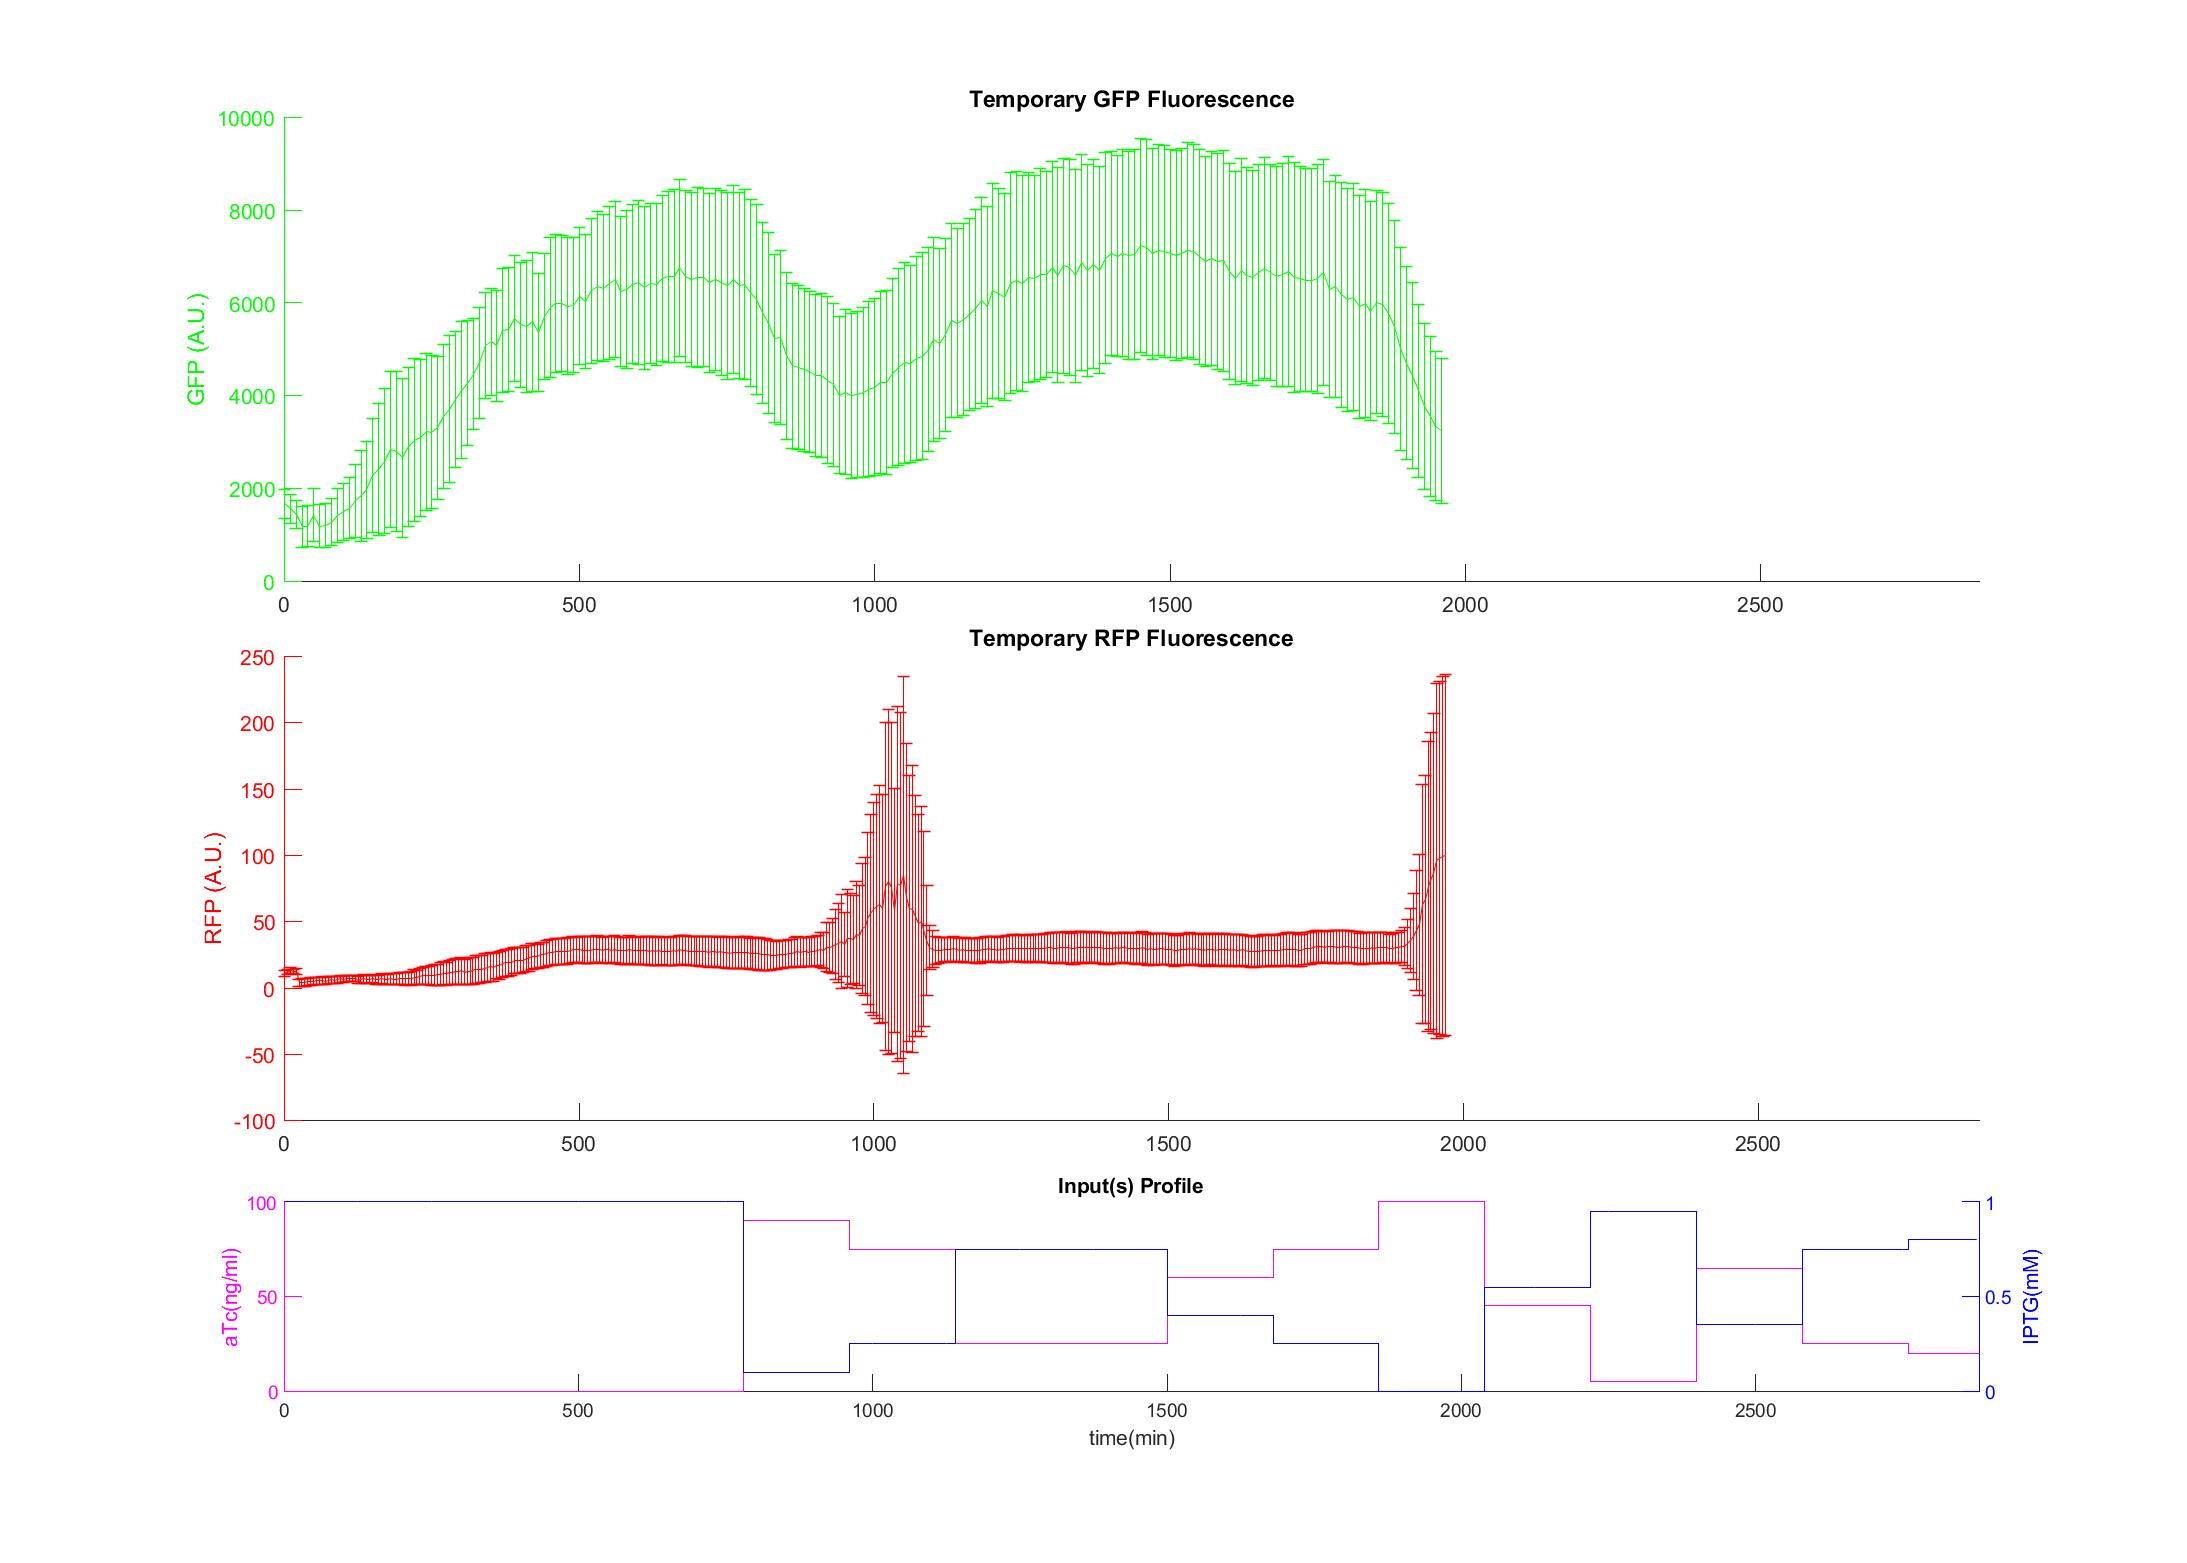 Temporary GFP Fluorescence
10000
8000
6000
4000
2000
0
GFP (A.U.)
0 500 1000 1500 2000 2500
Temporary RFP Fluorescence
250
200
150
100
50
0
-50
-100
RFP (A.U.)
0 500 1000 1500 2000 2500
Input(s) Profile
100
50
0
aTc(ng/ml)
1
0.5
0
IPTG(mM)
0 500 1000 1500 2000 2500
time(min)